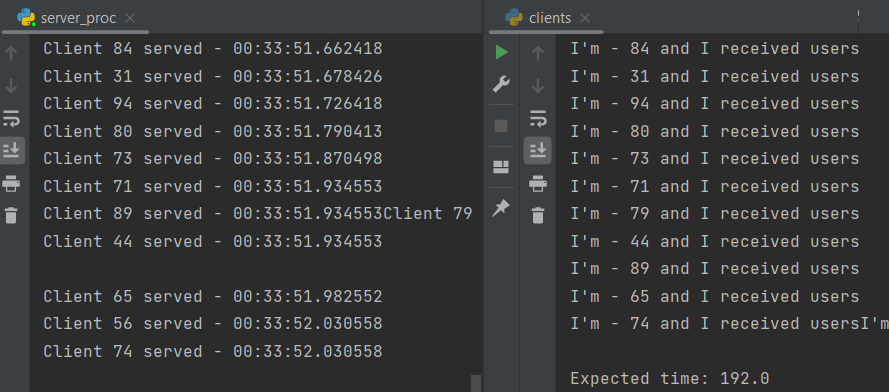 server_proc
Client 84 served - 00:33:51.662418
Client 31 served - 00:33:51.678426
Client 94 served - 00:33:51.726418
Client 80 served - 00:33:51.790413
Client 73 served - 00:33:51.870498
Client 71 served - 00:33:51.934553
Client 89 served - 00:33:51.934553Client 79
Client 44 served - 00:33:51.934553
Client 65 served - 00:33:51.982552
Client 56 served - 00:33:52.030558
Client 74 served - 00:33:52.030558
clients
I'm - 84 and I received users
I'm - 31 and I received users
I'm - 94 and I received users
I'm - 80 and I received users
I'm - 73 and I received users
I'm - 71 and I received users
I'm - 79 and I received users
I'm - 44 and I received users
I'm - 89 and I received users
I'm - 65 and I received users
I'm - 74 and I received usersI'm
Expected time: 192.0